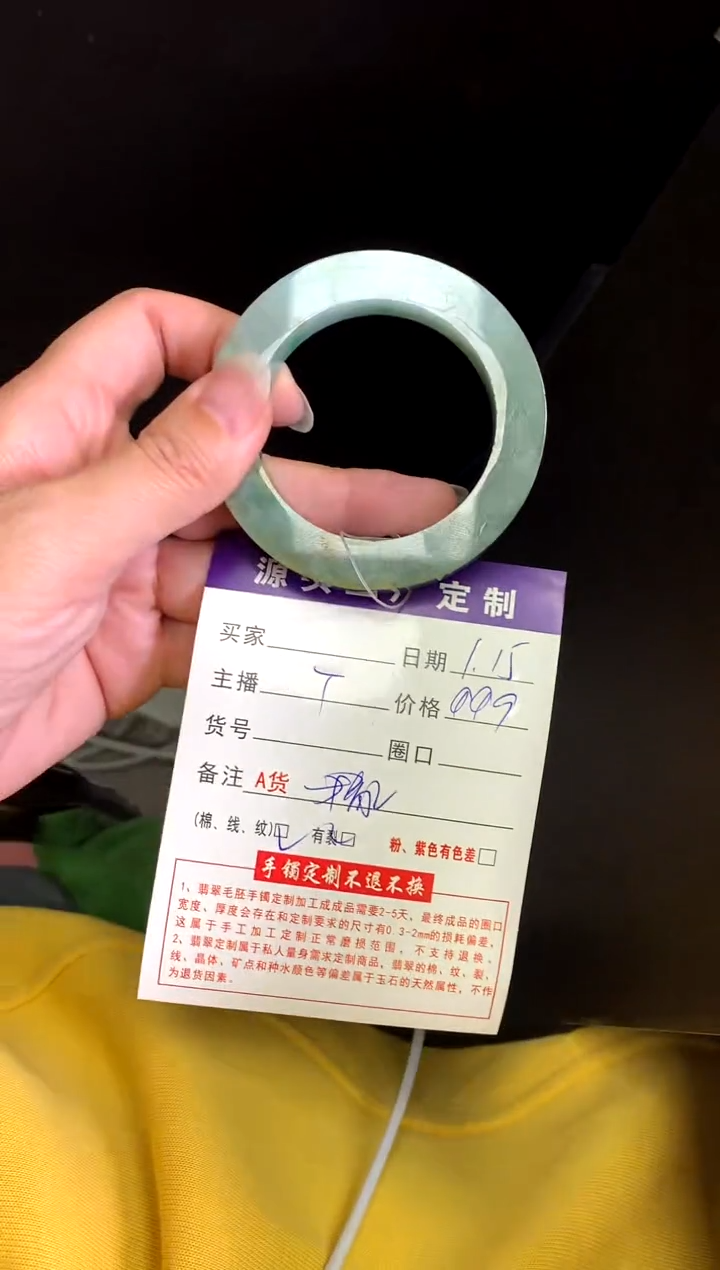 源 定制
买家 日期 1.15
主播 T 价格 999
货号 圈口
备注 A货
(棉、线、纹) 有裂 粉、紫色有色差
手镯定制不退不换
1、翡翠毛胚手镯定制加工成成品需要2-5天，最终成品的圈口
宽度、厚度会存在和定制要求的尺寸有0.3-2mm的损耗偏差，
这属于手工加工定制正常磨损范围，不支持退换。
2、翡翠定制属于私人量身需求定制商品，翡翠的棉、纹、裂、
线、晶体，矿点和种水颜色等偏差属于玉石的天然属性，不作
为退货因素。